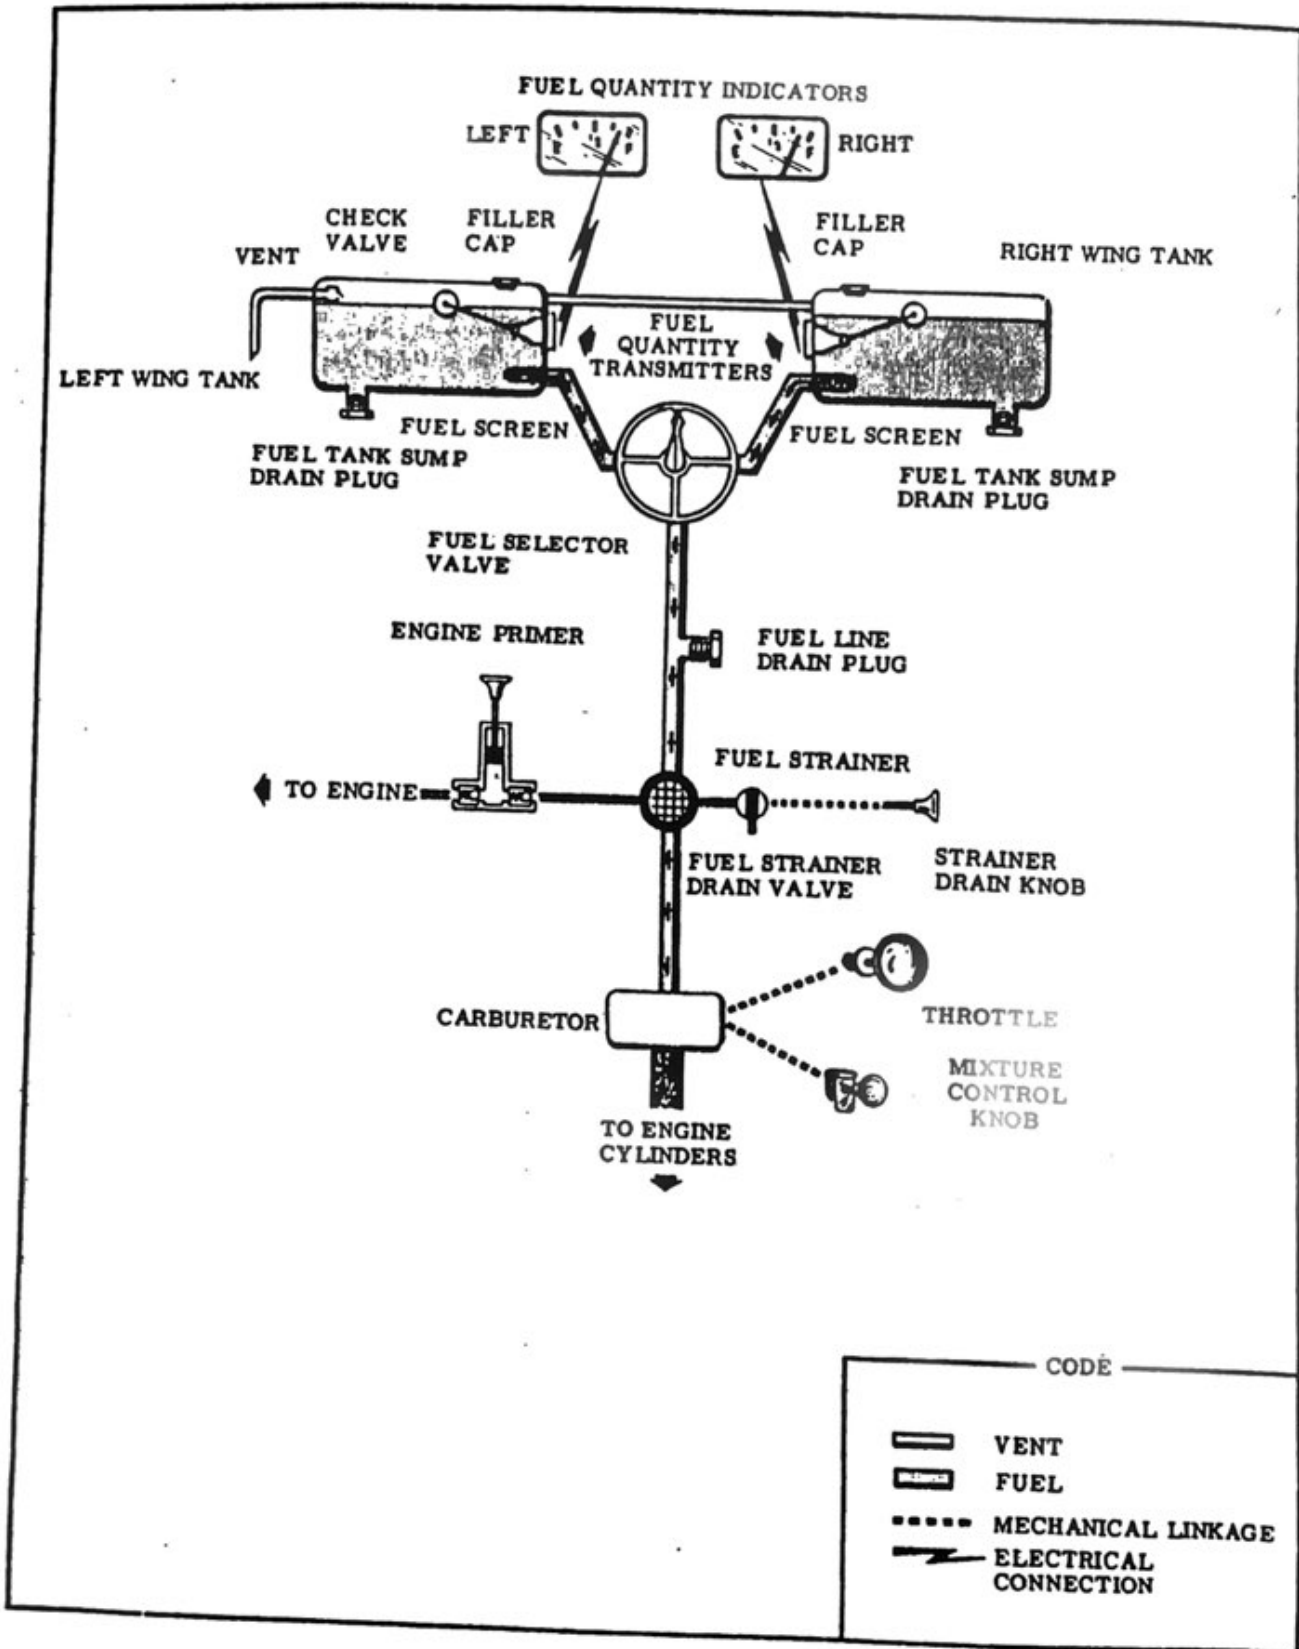 FUEL QUANTITY INDICATORS
LEFT
RIGHT
CHECK
VALVE
FILLER
CAP
FILLER
CAP
VENT
RIGHT WING TANK
FUEL
QUANTITY
TRANSMITTERS
LEFT WING TANK
FUEL SCREEN
FUEL SCREEN
FUEL TANK SUMP
DRAIN PLUG
FUEL TANK SUMP
DRAIN PLUG
FUEL SELECTOR
VALVE
ENGINE PRIMER
FUEL LINE
DRAIN PLUG
FUEL STRAINER
TO ENGINE
FUEL STRAINER
DRAIN VALVE
STRAINER
DRAIN KNOB
CARBURETOR
THROTTLE
MIXTURE
CONTROL
KNOB
TO ENGINE
CYLINDERS
CODE
VENT
FUEL
MECHANICAL LINKAGE
ELECTRICAL
CONNECTION